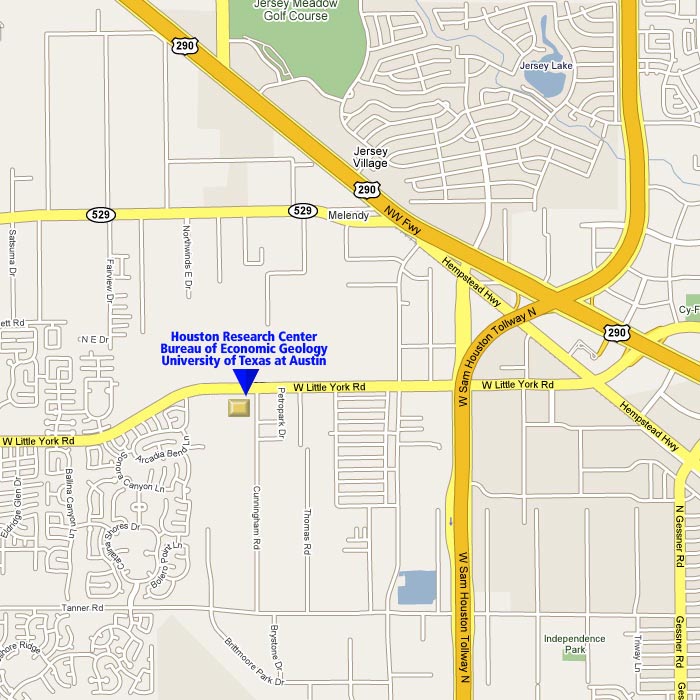 Jersey Meadow
Golf Course
290
Jersey Lake
Jersey
Village
290
529
529
Melendy
NW Fwy
Satsuma Dr
Fairview Dr
Northwinds E Dr
Hempstead Hwy
W Sam Houston Tollway N
Cy-F
ett Rd
N E Dr
290
Houston Research Center
Bureau of Economic Geology
University of Texas at Austin
W Little York Rd
W Little York Rd
Petropark Dr
Hempstead Hwy
W Little York Rd
Ln
Arcadia Bend
Sonora Canyon Ln
Ballina Canyon Ln
Eldridge Glen Dr
Cunningham Rd
Thomas Rd
N Gessner Rd
Catalina Shores Dr
Bolero Point Ln
W Sam Houston Tollway N
Tanner Rd
Brittmoore Park Dr
Brystone Dr
Independence
Park
Triway Ln
Gessner Rd
Ges
shore Ridge